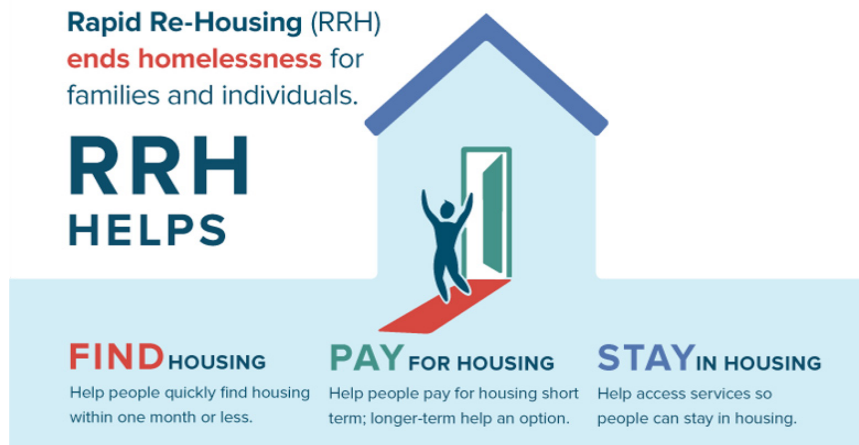 Rapid Re-Housing (RRH)
ends homelessness for
families and individuals.
RRH
HELPS
FIND HOUSING
Help people quickly find housing
within one month or less.
PAY FOR HOUSING
Help people pay for housing short
term; longer-term help an option.
STAY IN HOUSING
Help access services so
people can stay in housing.